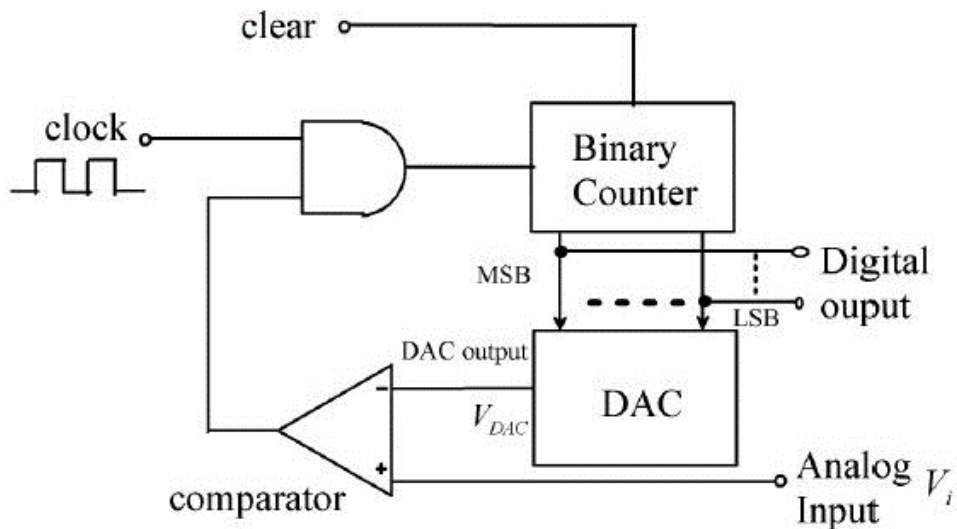 clear
clock
Binary
Counter
MSB
Digital
ouput
LSB
DAC output
V_DAC
DAC
-
+
comparator
Analog
Input V_i